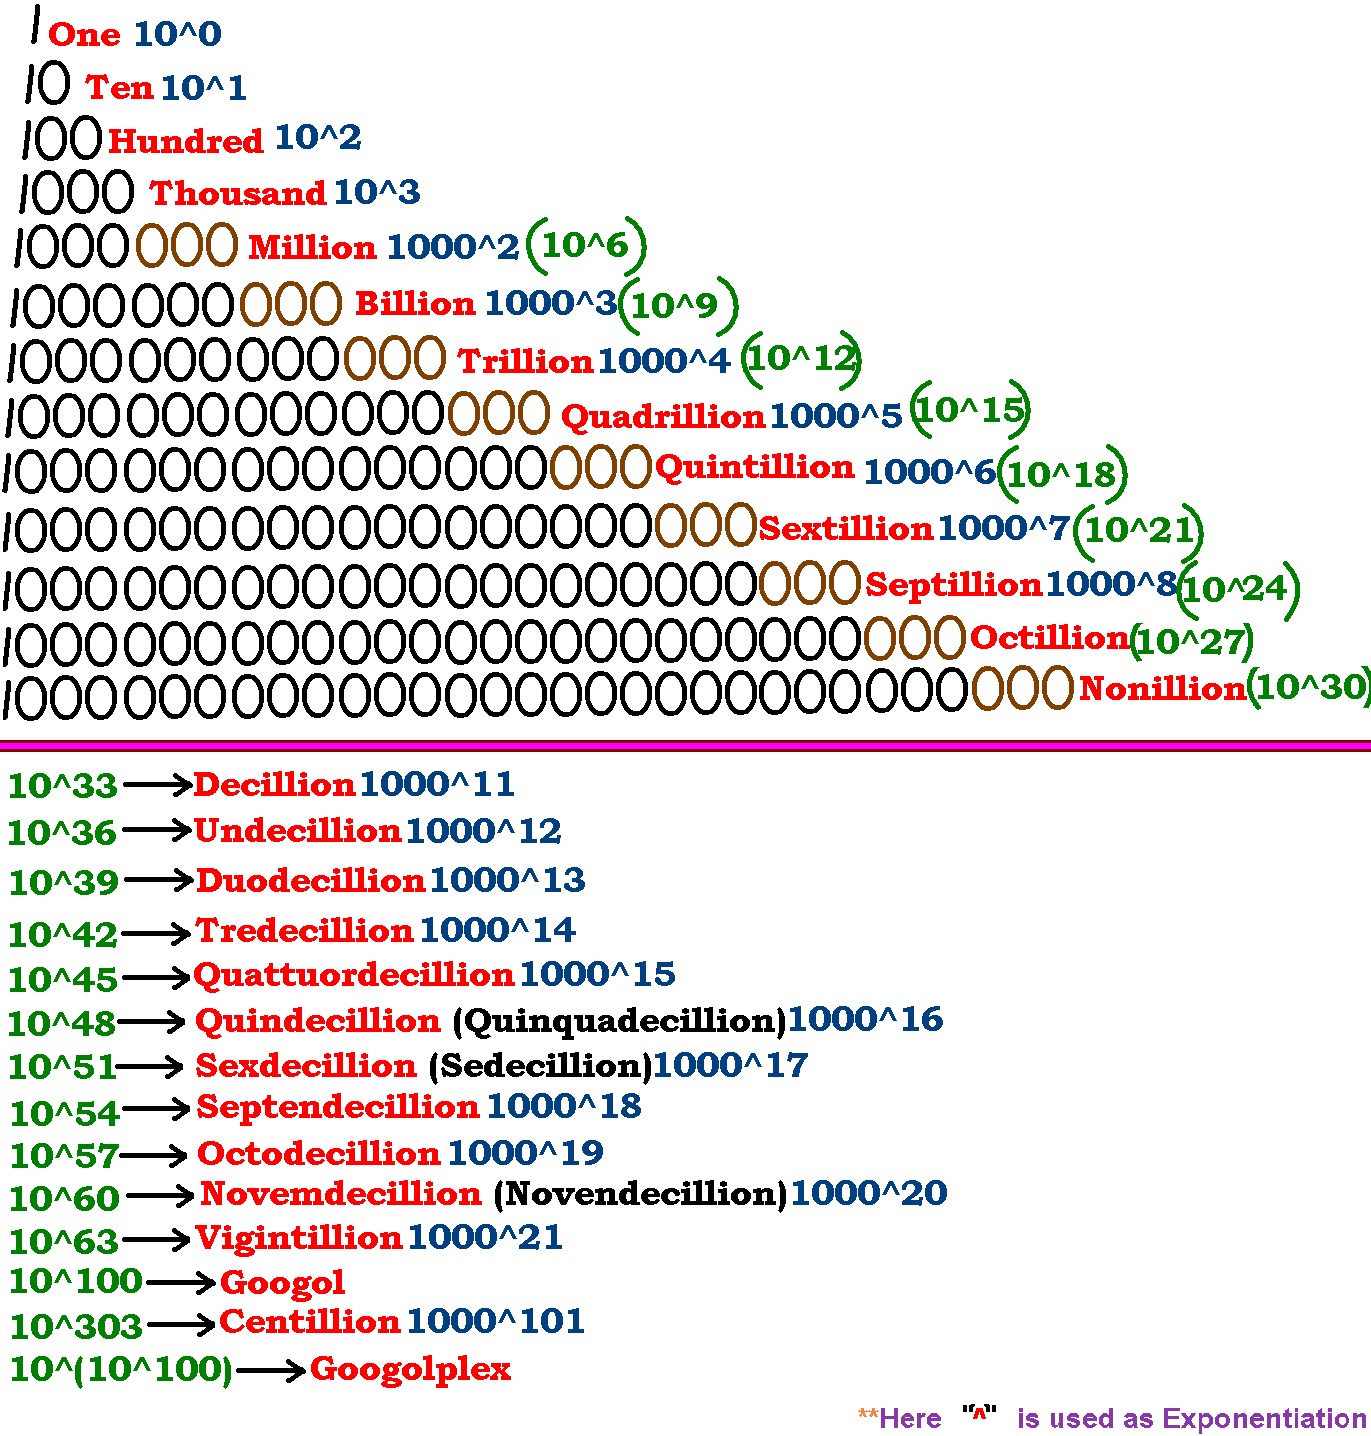 1 One 10^0
10 Ten 10^1
100 Hundred 10^2
1000 Thousand 10^3
1000000 Million 1000^2 (10^6)
1000000000 Billion 1000^3 (10^9)
1000000000000 Trillion 1000^4 (10^12)
1000000000000000 Quadrillion 1000^5 (10^15)
1000000000000000000 Quintillion 1000^6 (10^18)
1000000000000000000000 Sextillion 1000^7 (10^21)
1000000000000000000000000 Septillion 1000^8 (10^24)
1000000000000000000000000000 Octillion (10^27)
1000000000000000000000000000000 Nonillion (10^30)
10^33 → Decillion 1000^11
10^36 → Undecillion 1000^12
10^39 → Duodecillion 1000^13
10^42 → Tredecillion 1000^14
10^45 → Quattuordecillion 1000^15
10^48 → Quindecillion (Quinquadecillion) 1000^16
10^51 → Sexdecillion (Sedecillion) 1000^17
10^54 → Septendecillion 1000^18
10^57 → Octodecillion 1000^19
10^60 → Novemdecillion (Novendecillion) 1000^20
10^63 → Vigintillion 1000^21
10^100 → Googol
10^303 → Centillion 1000^101
10^(10^100) → Googolplex
**Here "^" is used as Exponentiation